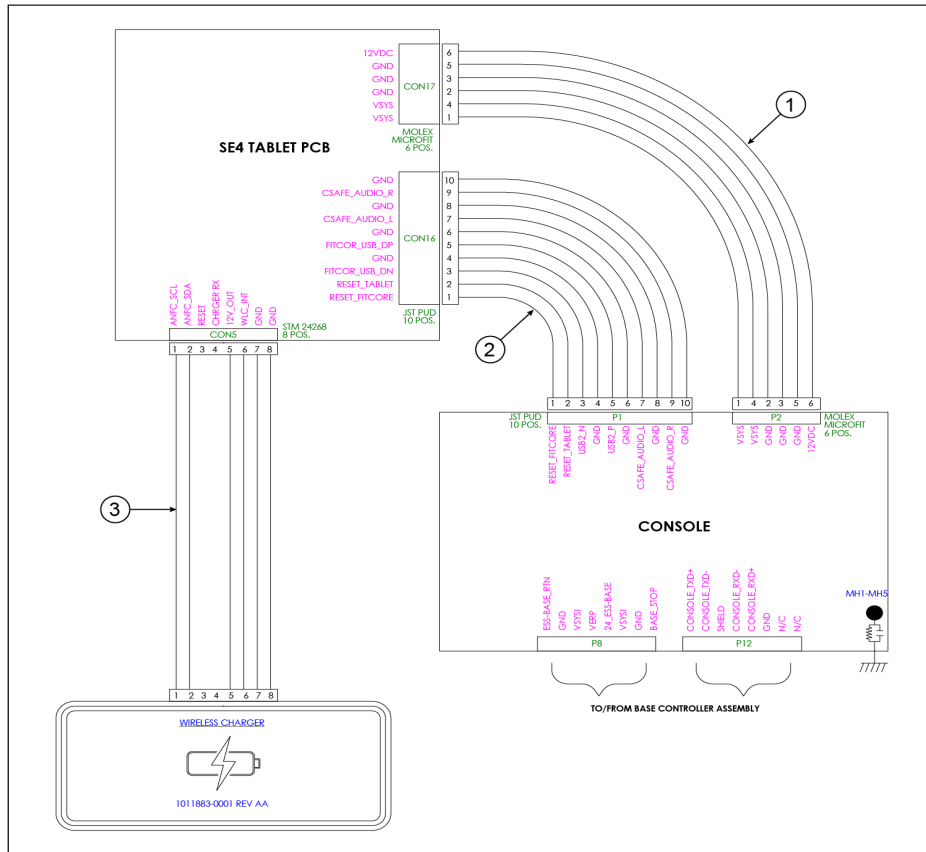 12VDC 6
GND 5
GND 3
GND 2
VSYS 4
VSYS 1
CON17
MOLEX
MICROFIT
6 POS.
1
SE4 TABLET PCB
GND 10
CSAFE_AUDIO_R 9
GND 8
CSAFE_AUDIO_L 7
GND 6
FITCOR_USB_DP 5
GND 4
FITCOR_USB_DN 3
RESET_TABLET 2
RESET_FITCORE 1
CON16
JST PUD
10 POS.
2
ANFC_SCL
ANFC_SDA
RESET
CHRGER RX
12V_OUT
WLC_INT
GND
GND
STM 24268
8 POS.
CON5
1 2 3 4 5 6 7 8
3
1 2 3 4 5 6 7 8 9 10
JST PUD
10 POS.
P1
RESET_FITCORE
RESET_TABLET
USB2_N
GND
USB2_P
GND
CSAFE_AUDIO_L
GND
CSAFE_AUDIO_R
GND
1 4 2 3 5 6
P2
MOLEX
MICROFIT
6 POS.
VSYS
VSYS
GND
GND
GND
12VDC
CONSOLE
ESS-BASE_RTN
GND
VSYSI
VERP
24_ESS-BASE
VSYSI
GND
BASE_STOP
P8
CONSOLE_TXD+
CONSOLE_TXD-
SHIELD
CONSOLE_RXD-
CONSOLE_RXD+
GND
N/C
N/C
P12
MH1-MH5
TO/FROM BASE CONTROLLER ASSEMBLY
1 2 3 4 5 6 7 8
WIRELESS CHARGER
1011883-0001 REV AA